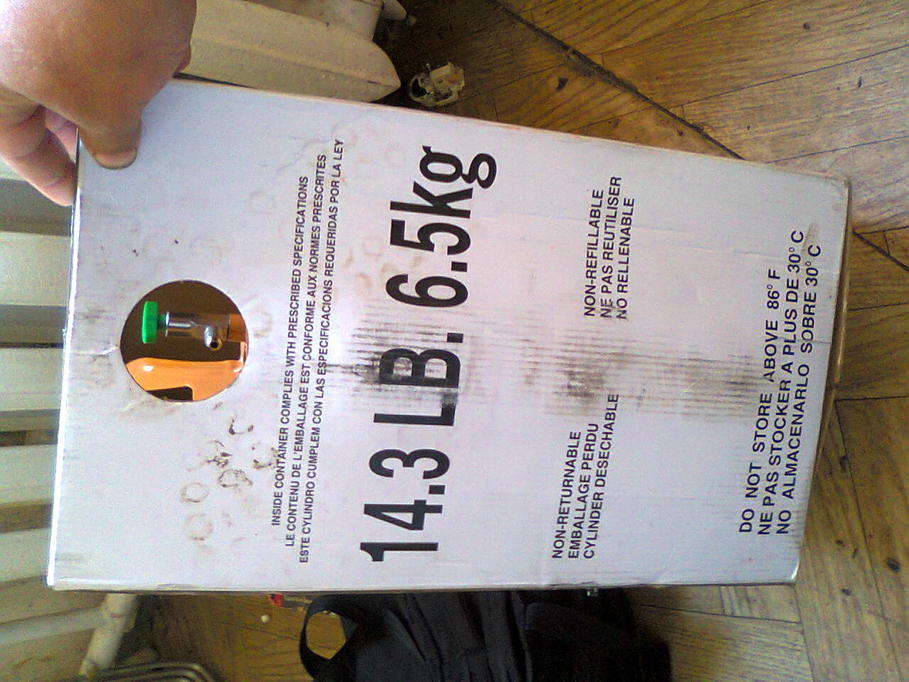 INSIDE CONTAINER COMPLIES WITH PRESCRIBED SPECIFICATIONS
LE CONTENU DE L'EMBALLAGE EST CONFORME AUX NORMES PRESCRITES
ESTE CYLINDRO CUMPLEM CON LAS ESPECIFICACIONS REQUERIDAS POR LA LEY
14.3 LB. 6.5kg
NON-RETURNABLE
EMBALLAGE PERDU
CYLINDER DESECHABLE
NON-REFILLABLE
NE PAS REUTILISER
NO RELLENABLE
DO NOT STORE ABOVE 86° F
NE PAS STOCKER A PLUS DE 30° C
NO ALMACENARLO SOBRE 30° C